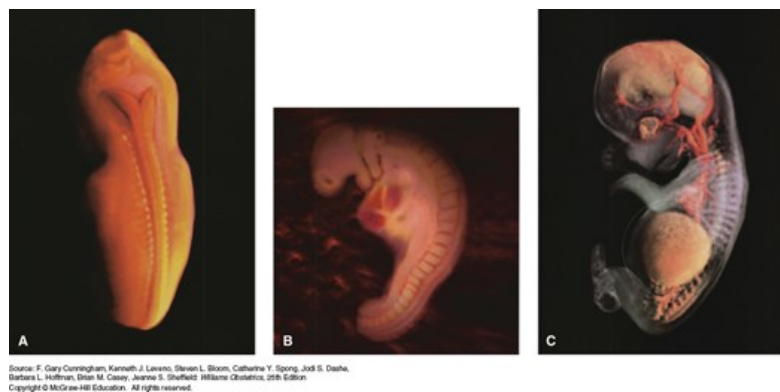 A
B
C
Source: F. Gary Cunningham, Kenneth J. Leveno, Steven L. Bloom, Catherine Y. Spong, Jodi S. Dashe,
Barbara L. Hoffman, Brian M. Casey, Jeanne S. Sheffield: Williams Obstetrics, 25th Edition
Copyright © McGraw-Hill Education. All rights reserved.